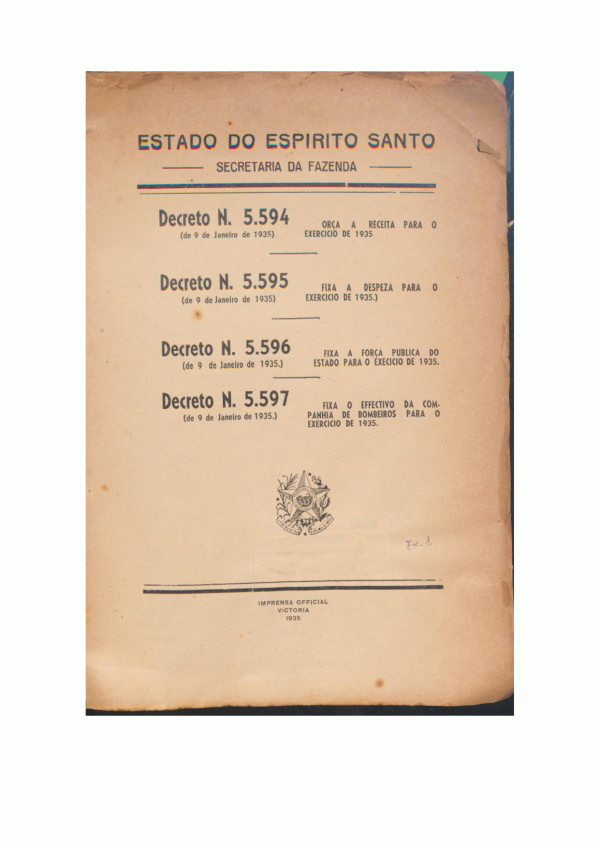 ESTADO DO ESPIRITO SANTO
SECRETARIA DA FAZENDA
Decreto N. 5.594
(de 9 de Janeiro de 1935)
ORÇA A RECEITA PARA O
EXERCICIO DE 1935
Decreto N. 5.595
(de 9 de Janeiro de 1935)
FIXA A DESPEZA PARA O
EXERCICIO DE 1935.)
Decreto N. 5.596
(de 9 de Janeiro de 1935.)
FIXA A FORÇA PUBLICA DO
ESTADO PARA O EXECICIO DE 1935.
Decreto N. 5.597
(de 9 de Janeiro de 1935.)
FIXA O EFFECTIVO DA COM-
PANHIA DE BOMBEIROS PARA O
EXERCICIO DE 1935.
Ex. 1
IMPRENSA OFFICIAL
VICTORIA
1935